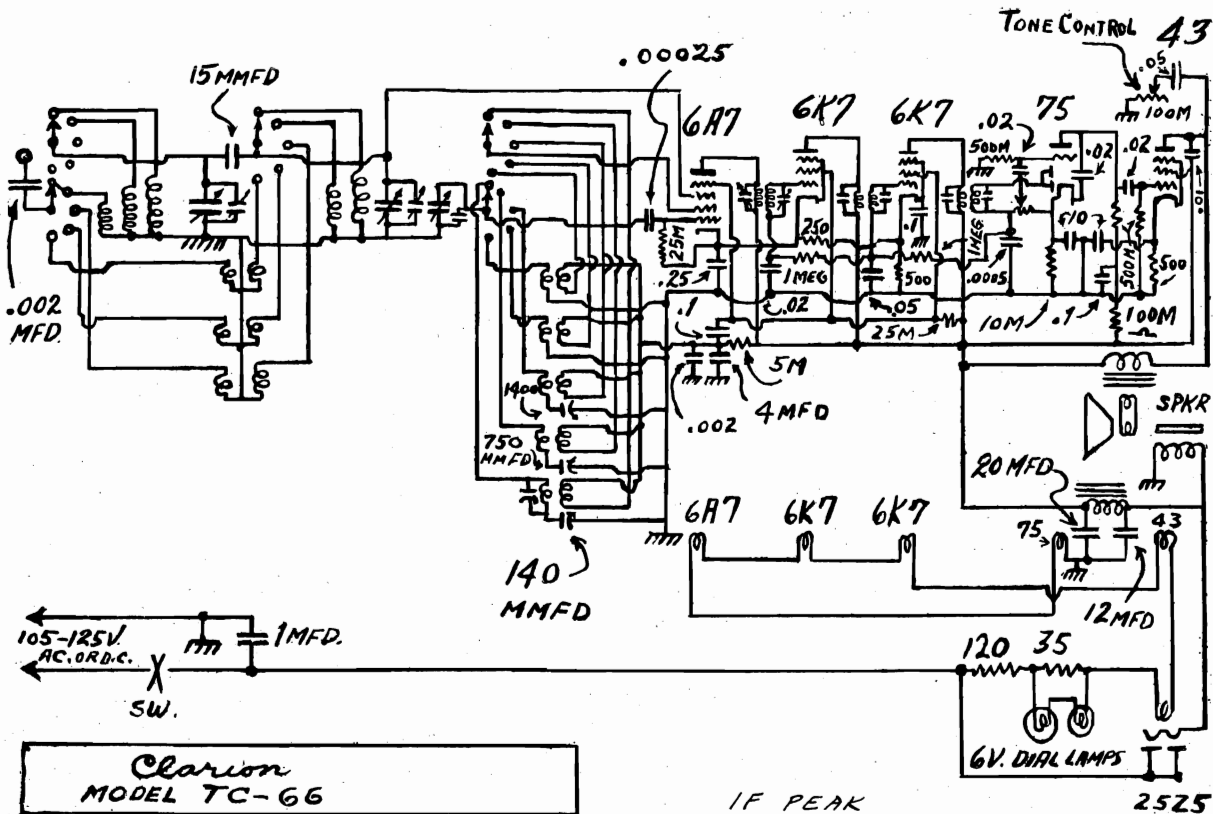 TONE CONTROL
43
.05
100M
15MMFD
.00025
6A7
6K7
6K7
.02
75
500M
.02
.02
.01
.002
MFD.
25M
250
.1
1MEG.
510
500M
500
.25
1MEG
500
.0005
.02
.05
10M
.1
100M
.1
25M
5M
.002
4MFD
1400
750
MMFD
SPKR
20MFD
6A7
6K7
6K7
75
43
140
MMFD
12MFD
105-125V.
AC. OR D.C.
1MFD.
SW.
120
35
6V. DIAL LAMPS
25Z5
Clarion
MODEL TC-66
IF PEAK